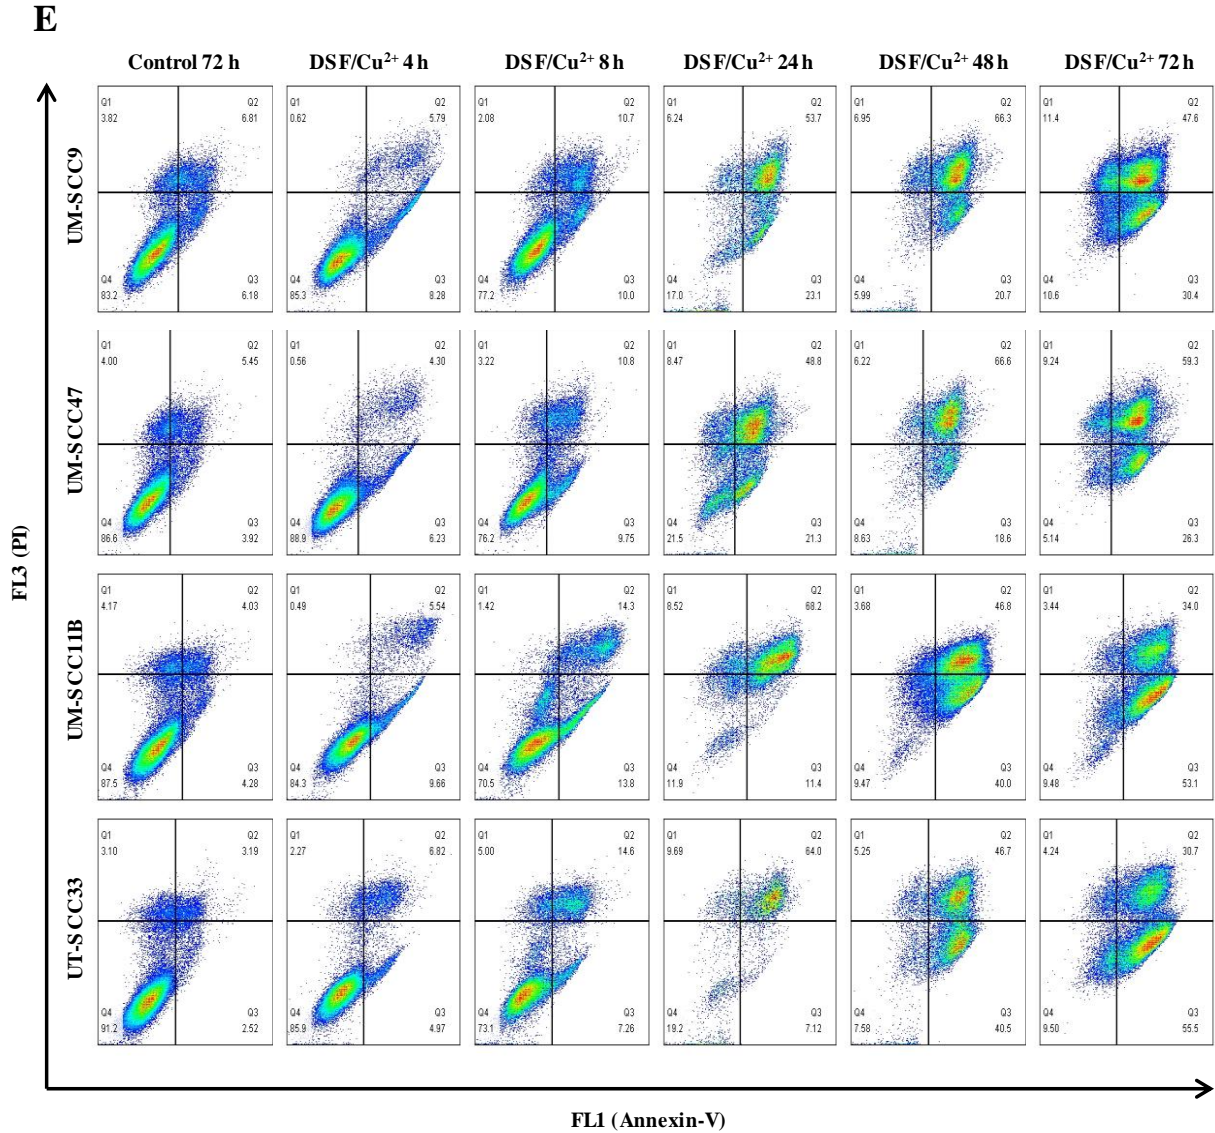 E
Control 72 h DSF/Cu²⁺ 4 h DSF/Cu²⁺ 8 h DSF/Cu²⁺ 24 h DSF/Cu²⁺ 48 h DSF/Cu²⁺ 72 h
UM-SCC9
Q1 Q2 Q1 Q2 Q1 Q2 Q1 Q2 Q1 Q2 Q1 Q2
3.82 6.81 0.62 5.79 2.08 10.7 6.24 53.7 6.95 66.3 11.4 47.6
Q4 Q3 Q4 Q3 Q4 Q3 Q4 Q3 Q4 Q3 Q4 Q3
83.2 6.18 85.3 8.28 77.2 10.0 17.0 23.1 5.99 20.7 10.6 30.4
UM-SCC47
Q1 Q2 Q1 Q2 Q1 Q2 Q1 Q2 Q1 Q2 Q1 Q2
4.00 5.45 0.56 4.30 3.22 10.8 8.47 48.8 6.22 66.6 9.24 59.3
Q4 Q3 Q4 Q3 Q4 Q3 Q4 Q3 Q4 Q3 Q4 Q3
86.6 3.92 88.9 6.23 76.2 9.75 21.5 21.3 8.63 18.6 5.14 26.3
UM-SCC11B
Q1 Q2 Q1 Q2 Q1 Q2 Q1 Q2 Q1 Q2 Q1 Q2
4.17 4.03 0.49 5.54 1.42 14.3 8.52 68.2 3.68 46.8 3.44 34.0
Q4 Q3 Q4 Q3 Q4 Q3 Q4 Q3 Q4 Q3 Q4 Q3
87.5 4.28 84.3 9.66 70.5 13.8 11.9 11.4 9.47 40.0 9.48 53.1
UT-SCC33
Q1 Q2 Q1 Q2 Q1 Q2 Q1 Q2 Q1 Q2 Q1 Q2
3.10 3.19 2.27 6.82 5.00 14.6 9.69 64.0 5.25 46.7 4.24 30.7
Q4 Q3 Q4 Q3 Q4 Q3 Q4 Q3 Q4 Q3 Q4 Q3
91.2 2.52 85.9 4.97 73.1 7.26 19.2 7.12 7.58 40.5 9.50 55.5
FL3 (PI)
FL1 (Annexin-V)